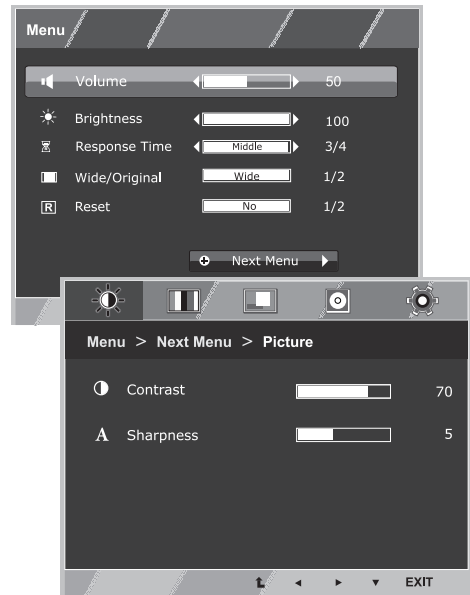 Menu
Volume 50
Brightness 100
Response Time Middle 3/4
Wide/Original Wide 1/2
R Reset No 1/2
Next Menu
Menu > Next Menu > Picture
Contrast 70
A Sharpness 5
EXIT